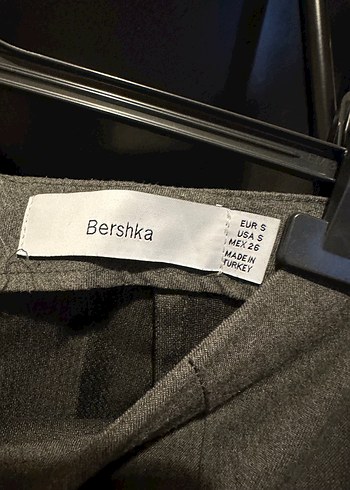 Bershka
EUR S
USA S
MEX 26
MADE IN
TURKEY